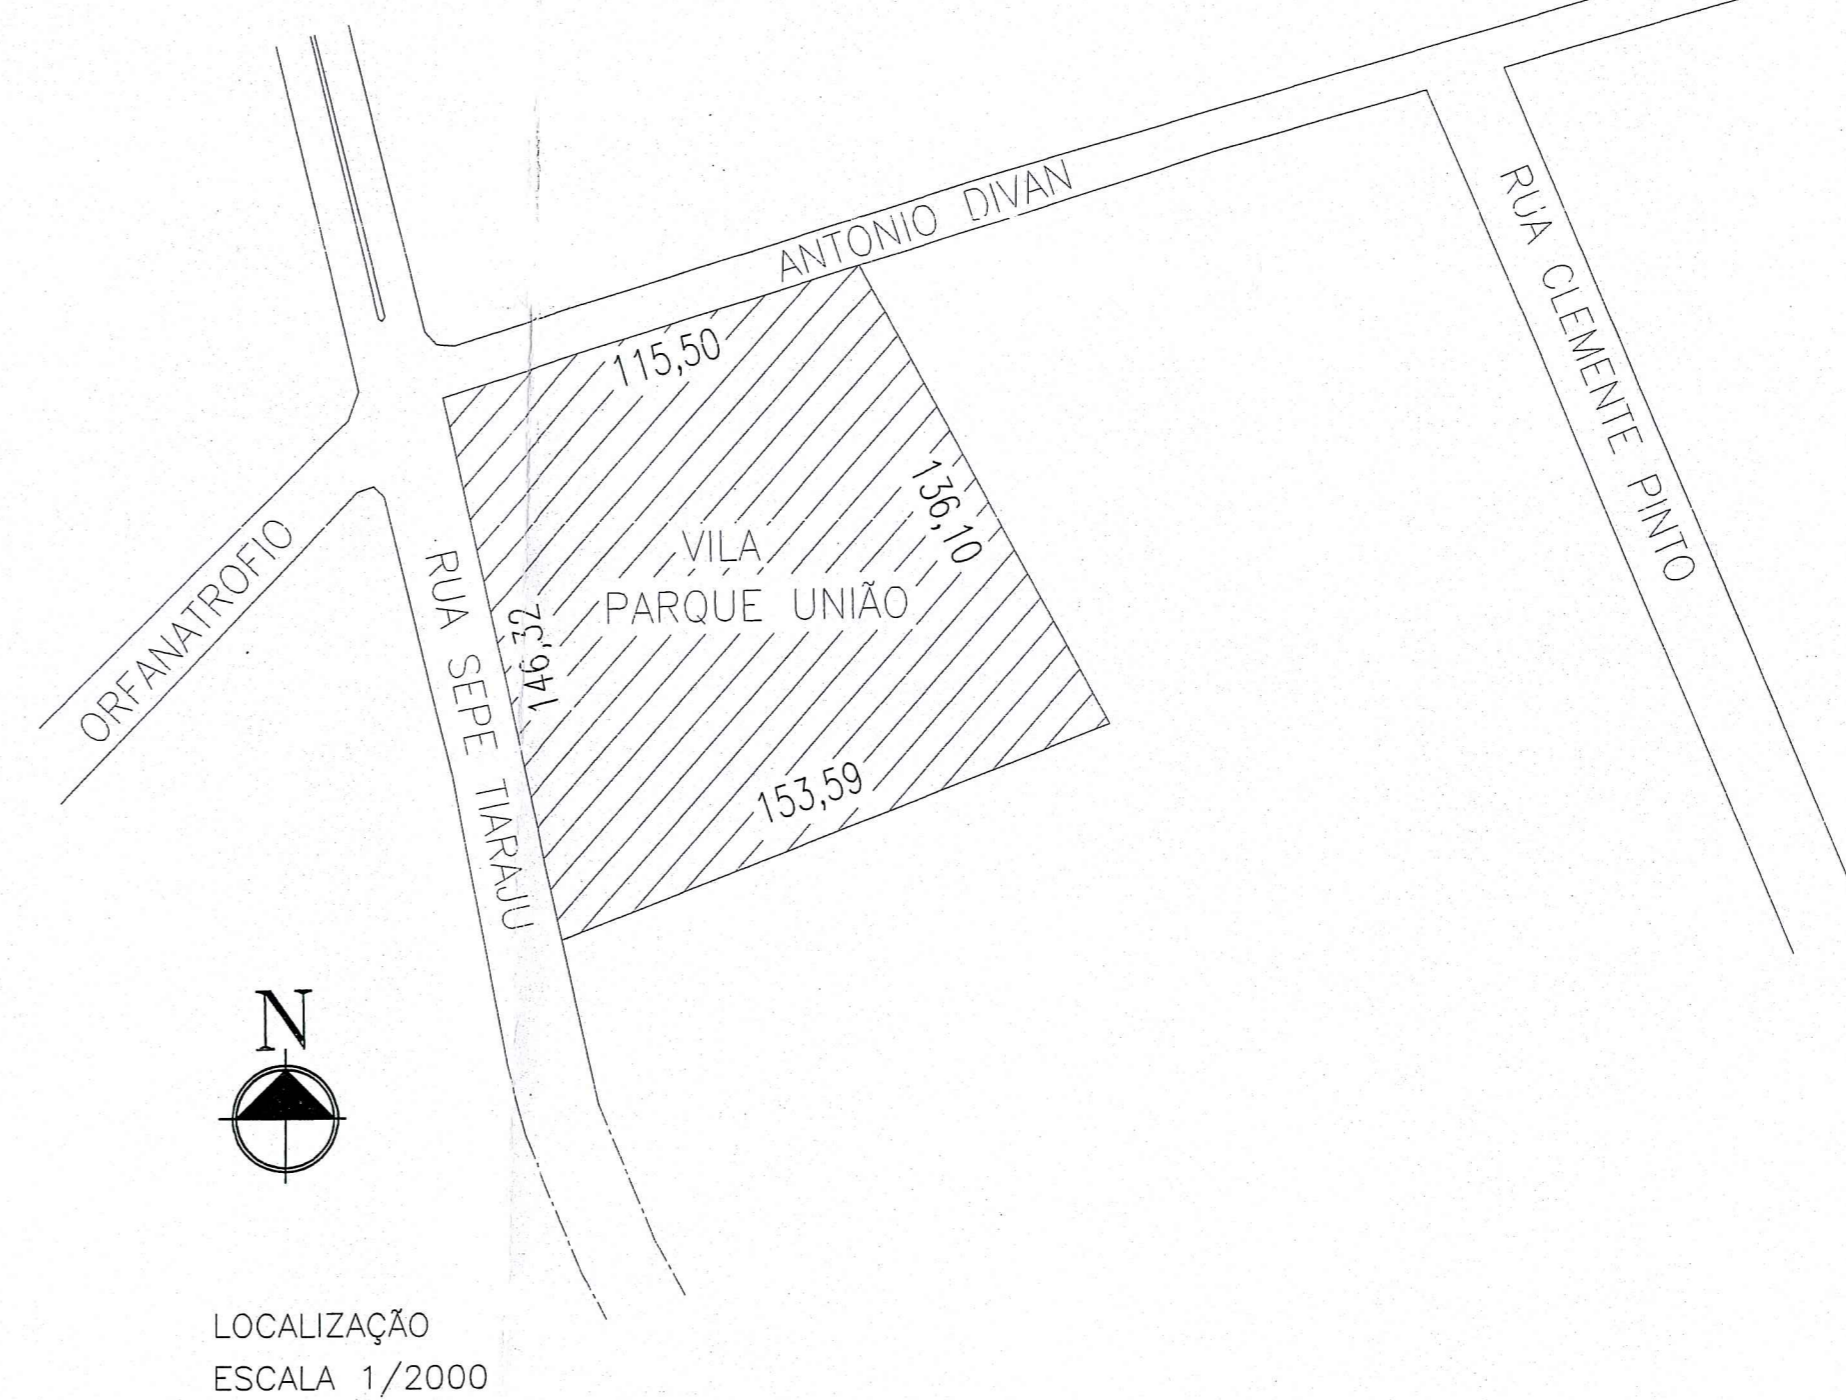 ANTONIO DIVAN
RUA CLEMENTE PINTO
115,50
136,10
ORFANATROFIO
VILA
PARQUE UNIÃO
RUA SEPE TIARAJU
146,32
153,59
N
LOCALIZAÇÃO
ESCALA 1/2000